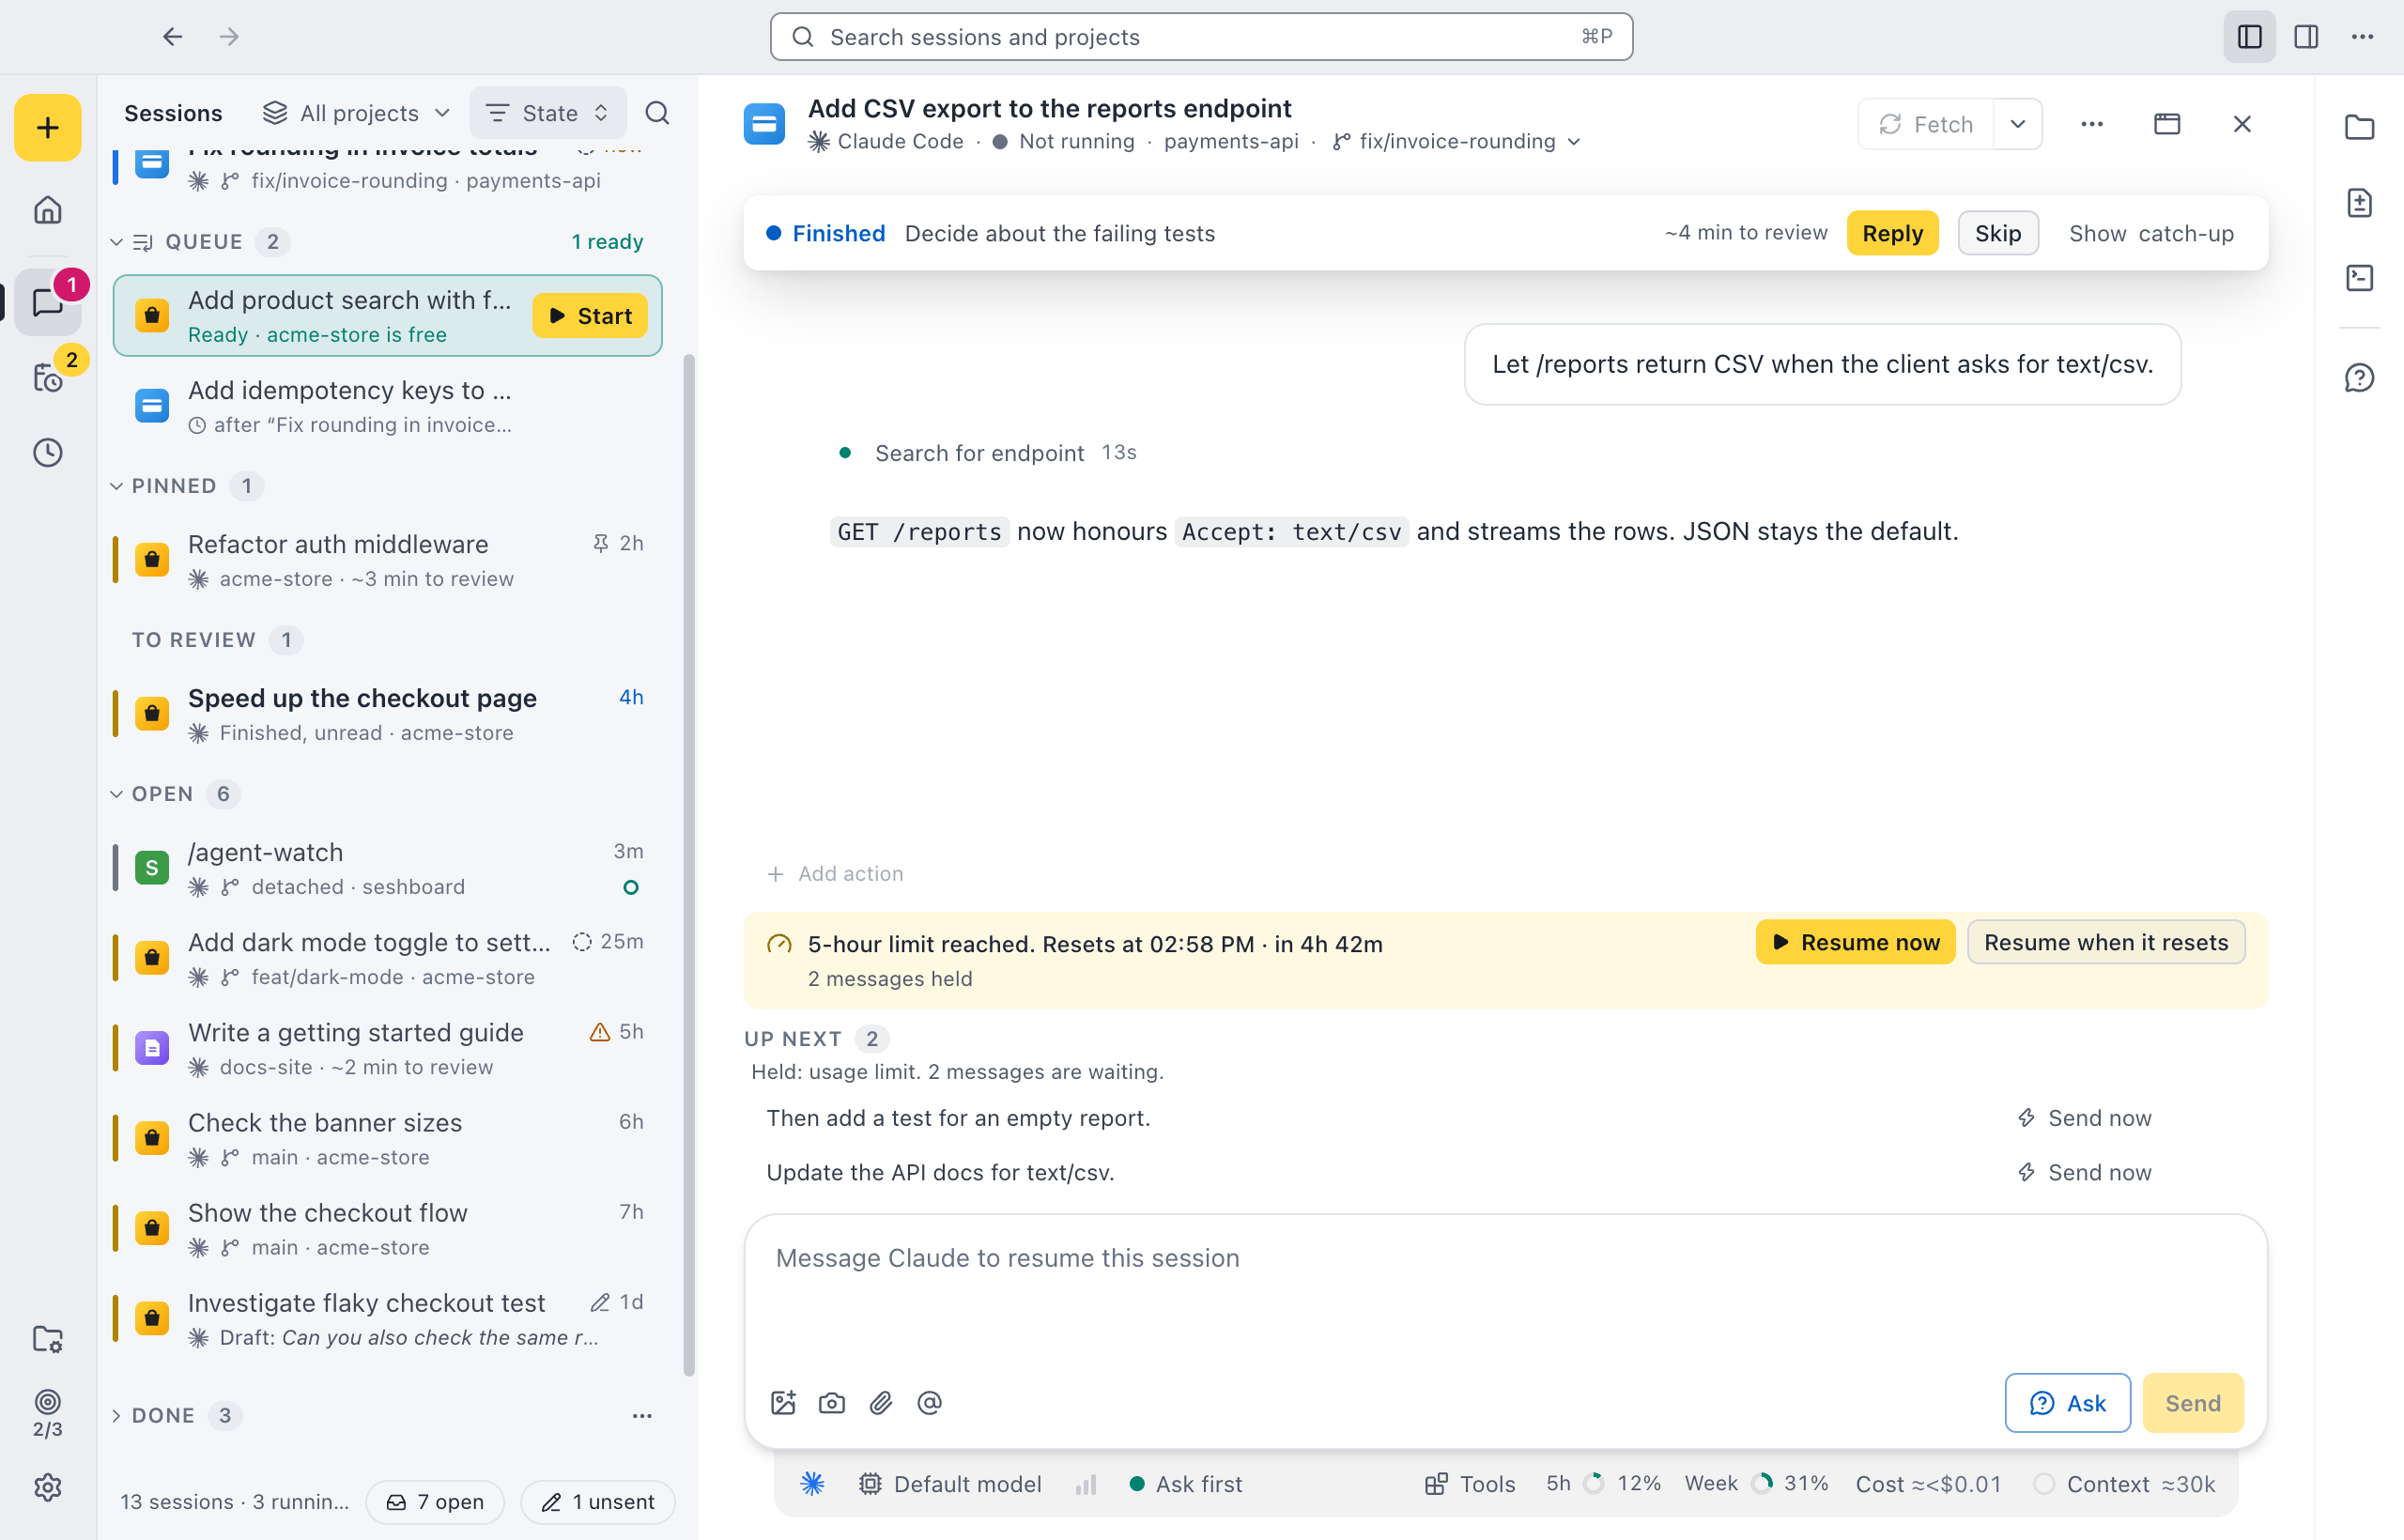 Search sessions and projects ⌘P
Sessions All projects State
Fix rounding in invoice totals now
fix/invoice-rounding · payments-api
QUEUE 2 1 ready
Add product search with f...
Ready · acme-store is free
Start
Add idempotency keys to ...
after “Fix rounding in invoice...
PINNED 1
Refactor auth middleware 2h
acme-store · ~3 min to review
TO REVIEW 1
Speed up the checkout page 4h
Finished, unread · acme-store
OPEN 6
S
/agent-watch 3m
detached · seshboard
Add dark mode toggle to sett... 25m
feat/dark-mode · acme-store
Write a getting started guide 5h
docs-site · ~2 min to review
Check the banner sizes 6h
main · acme-store
Show the checkout flow 7h
main · acme-store
Investigate flaky checkout test 1d
Draft: Can you also check the same r...
DONE 3
13 sessions · 3 runnin... 7 open 1 unsent
1
2
2/3
Add CSV export to the reports endpoint
Claude Code · Not running · payments-api · fix/invoice-rounding
Fetch
Finished Decide about the failing tests ~4 min to review Reply Skip Show catch-up
Let /reports return CSV when the client asks for text/csv.
Search for endpoint 13s
GET /reports now honours Accept: text/csv and streams the rows. JSON stays the default.
Add action
5-hour limit reached. Resets at 02:58 PM · in 4h 42m
2 messages held
Resume now Resume when it resets
UP NEXT 2
Held: usage limit. 2 messages are waiting.
Then add a test for an empty report. Send now
Update the API docs for text/csv. Send now
Message Claude to resume this session
Ask Send
Default model Ask first Tools 5h 12% Week 31% Cost ≈<$0.01 Context ≈30k